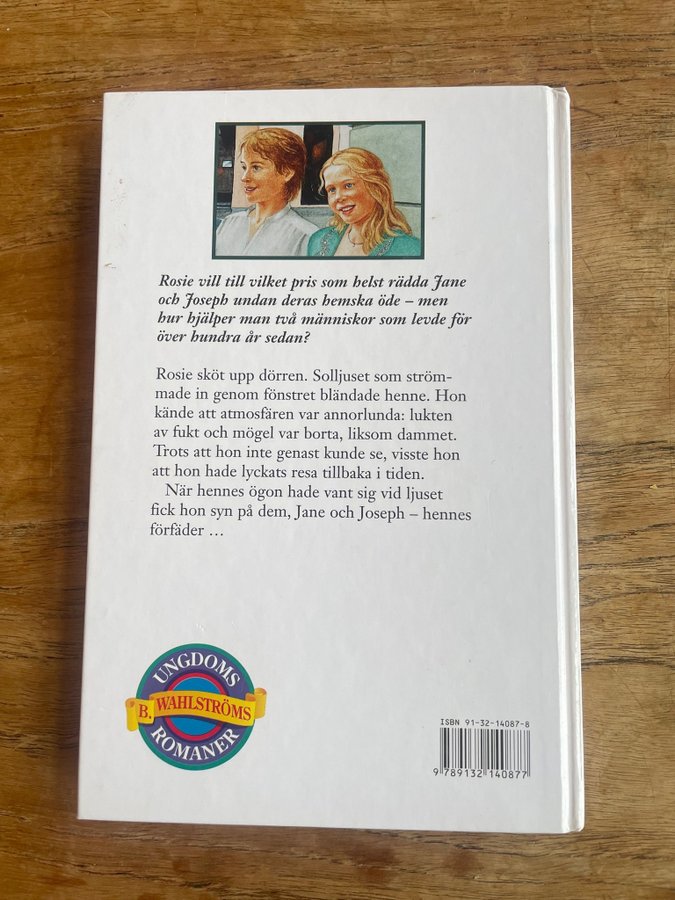 Rosie vill till vilket pris som helst rädda Jane
och Joseph undan deras hemska öde – men
hur hjälper man två människor som levde för
över hundra år sedan?
Rosie sköt upp dörren. Solljuset som ström-
made in genom fönstret bländade henne. Hon
kände att atmosfären var annorlunda: lukten
av fukt och mögel var borta, liksom dammet.
Trots att hon inte genast kunde se, visste hon
att hon hade lyckats resa tillbaka i tiden.
När hennes ögon hade vant sig vid ljuset
fick hon syn på dem, Jane och Joseph – hennes
förfäder ...
UNGDOMS
B. WAHLSTRÖMS
ROMANER
ISBN 91-32-14087-8
9 789132 140877